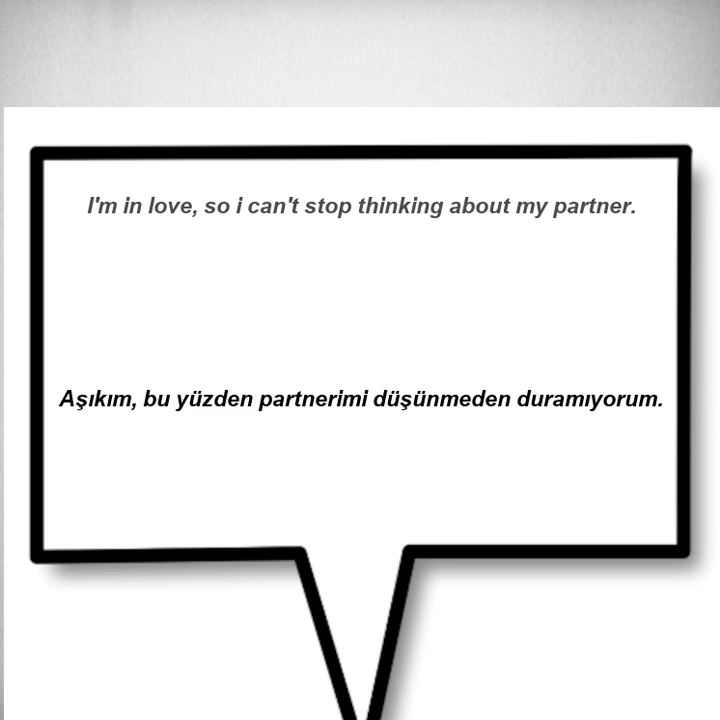 I'm in love, so i can't stop thinking about my partner.
Aşıkım, bu yüzden partnerimi düşünmeden duramıyorum.